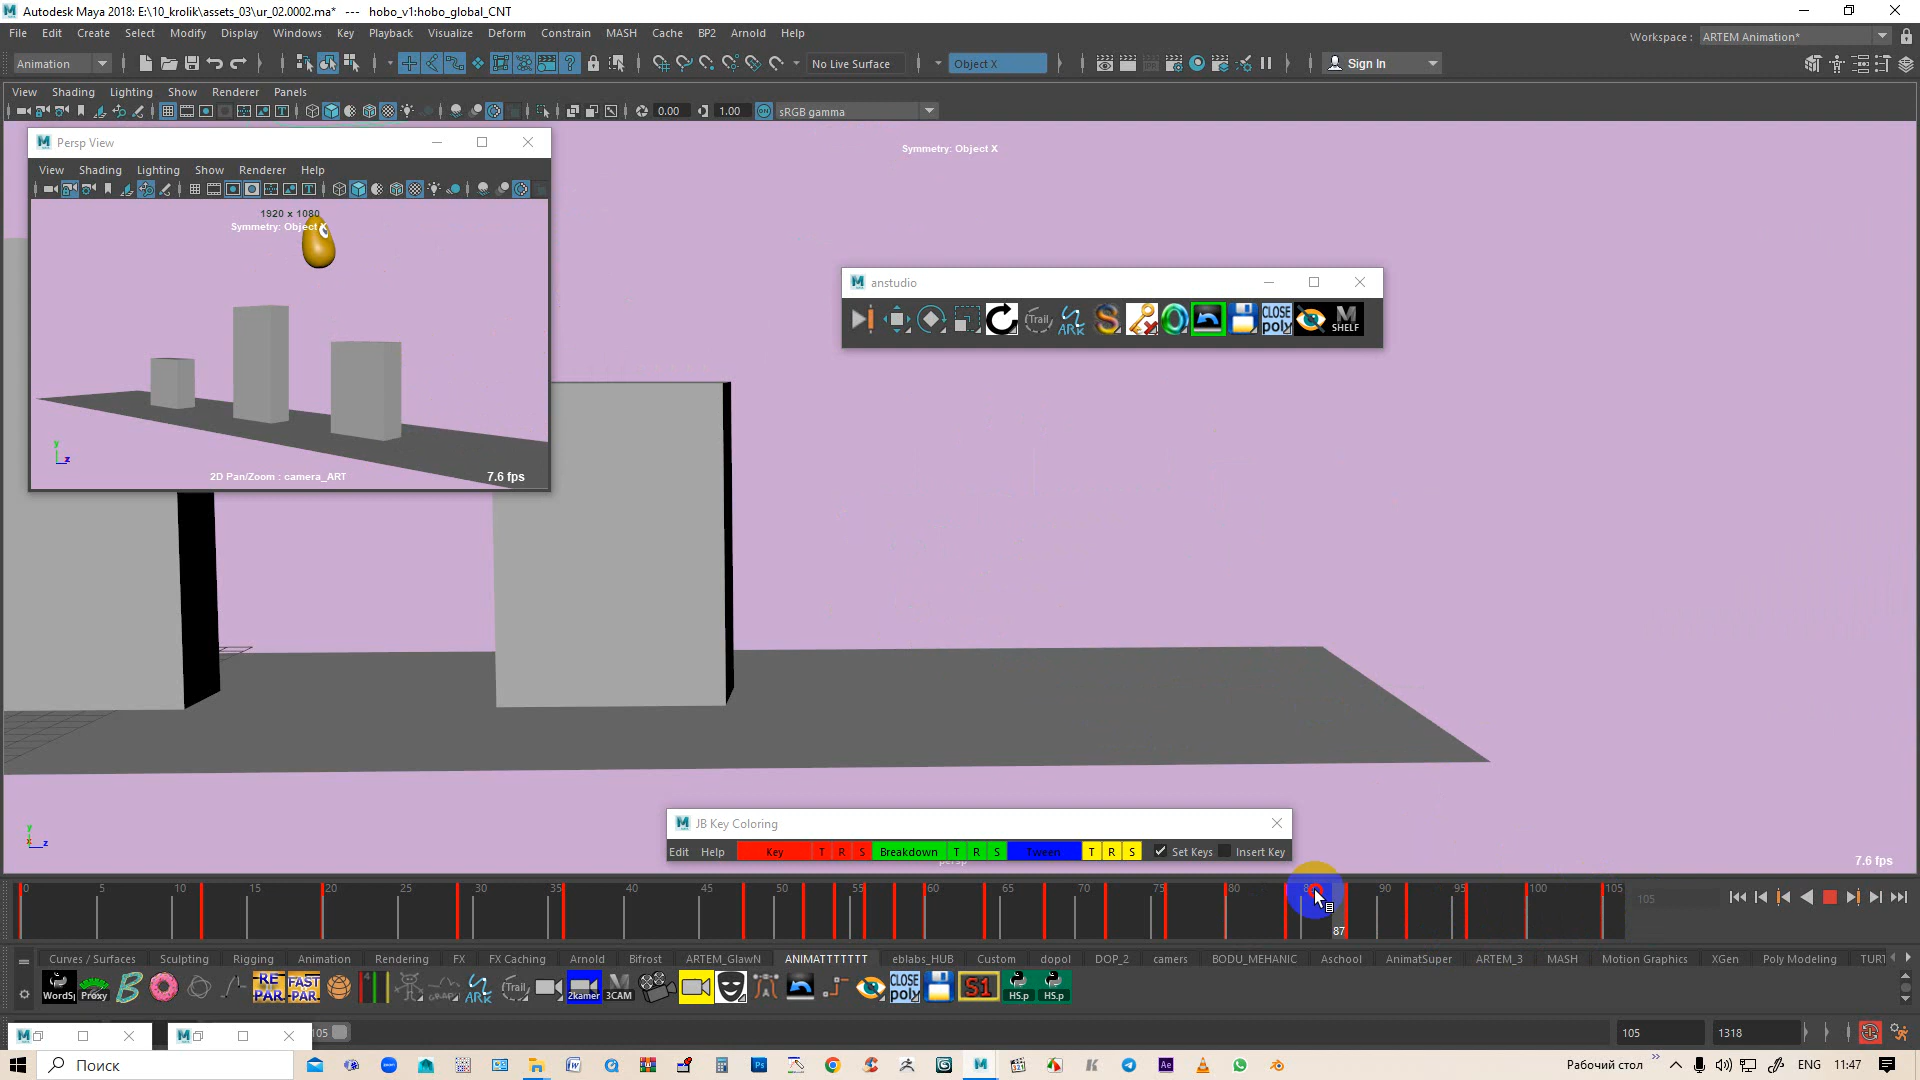 Autodesk Maya 2018: E:\10_krolik\assets_03\ur_02.0002.ma* --- hobo_v1:hobo_global_CNT
File Edit Create Select Modify Display Windows Key Playback Visualize Deform Constrain MASH Cache BP2 Arnold Help
Workspace : ARTEM Animation*
Animation No Live Surface Object X Sign In
View Shading Lighting Show Renderer Panels
0.00 1.00 sRGB gamma
Persp View
View Shading Lighting Show Renderer Help
Symmetry: Object X
1920 x 1080
Symmetry: Object X
y
z
2D Pan/Zoom : camera_ART
7.6 fps
anstudio
(Trail) ARK CLOSE poly M SHELF
JB Key Coloring
Edit Help Key T R S Breakdown T R S Tween T R S Set Keys Insert Key
persp
7.6 fps
y
z
0 5 10 15 20 25 30 35 40 45 50 55 60 65 70 75 80 90 95 100 105
105
87
Curves / Surfaces Sculpting Rigging Animation Rendering FX FX Caching Arnold Bifrost ARTEM_GlawN ANIMATTTTTTT eblabs_HUB Custom dopol DOP_2 camers BODU_MEHANIC Aschool AnimatSuper ARTEM_3 MASH Motion Graphics XGen Poly Modeling TURT
WordS Proxy RE PAR FAST PAR ARK (Trail) 2kamer 3CAM CLOSE poly S1 HS.p HS.p
105 105 1318
Поиск
Рабочий стол ENG 11:47